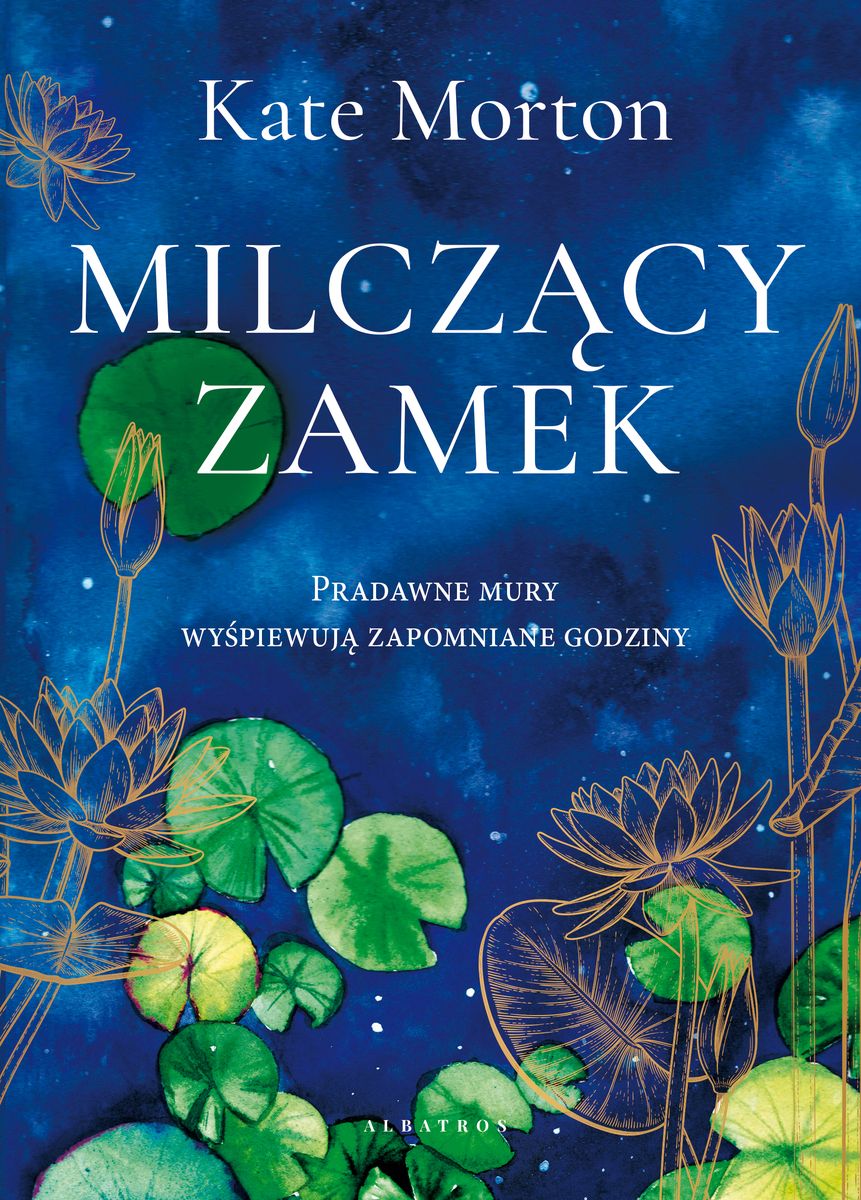 Kate Morton
MILCZĄCY
ZAMEK
Pradawne mury
wyśpiewują zapomniane godziny
ALBATROS